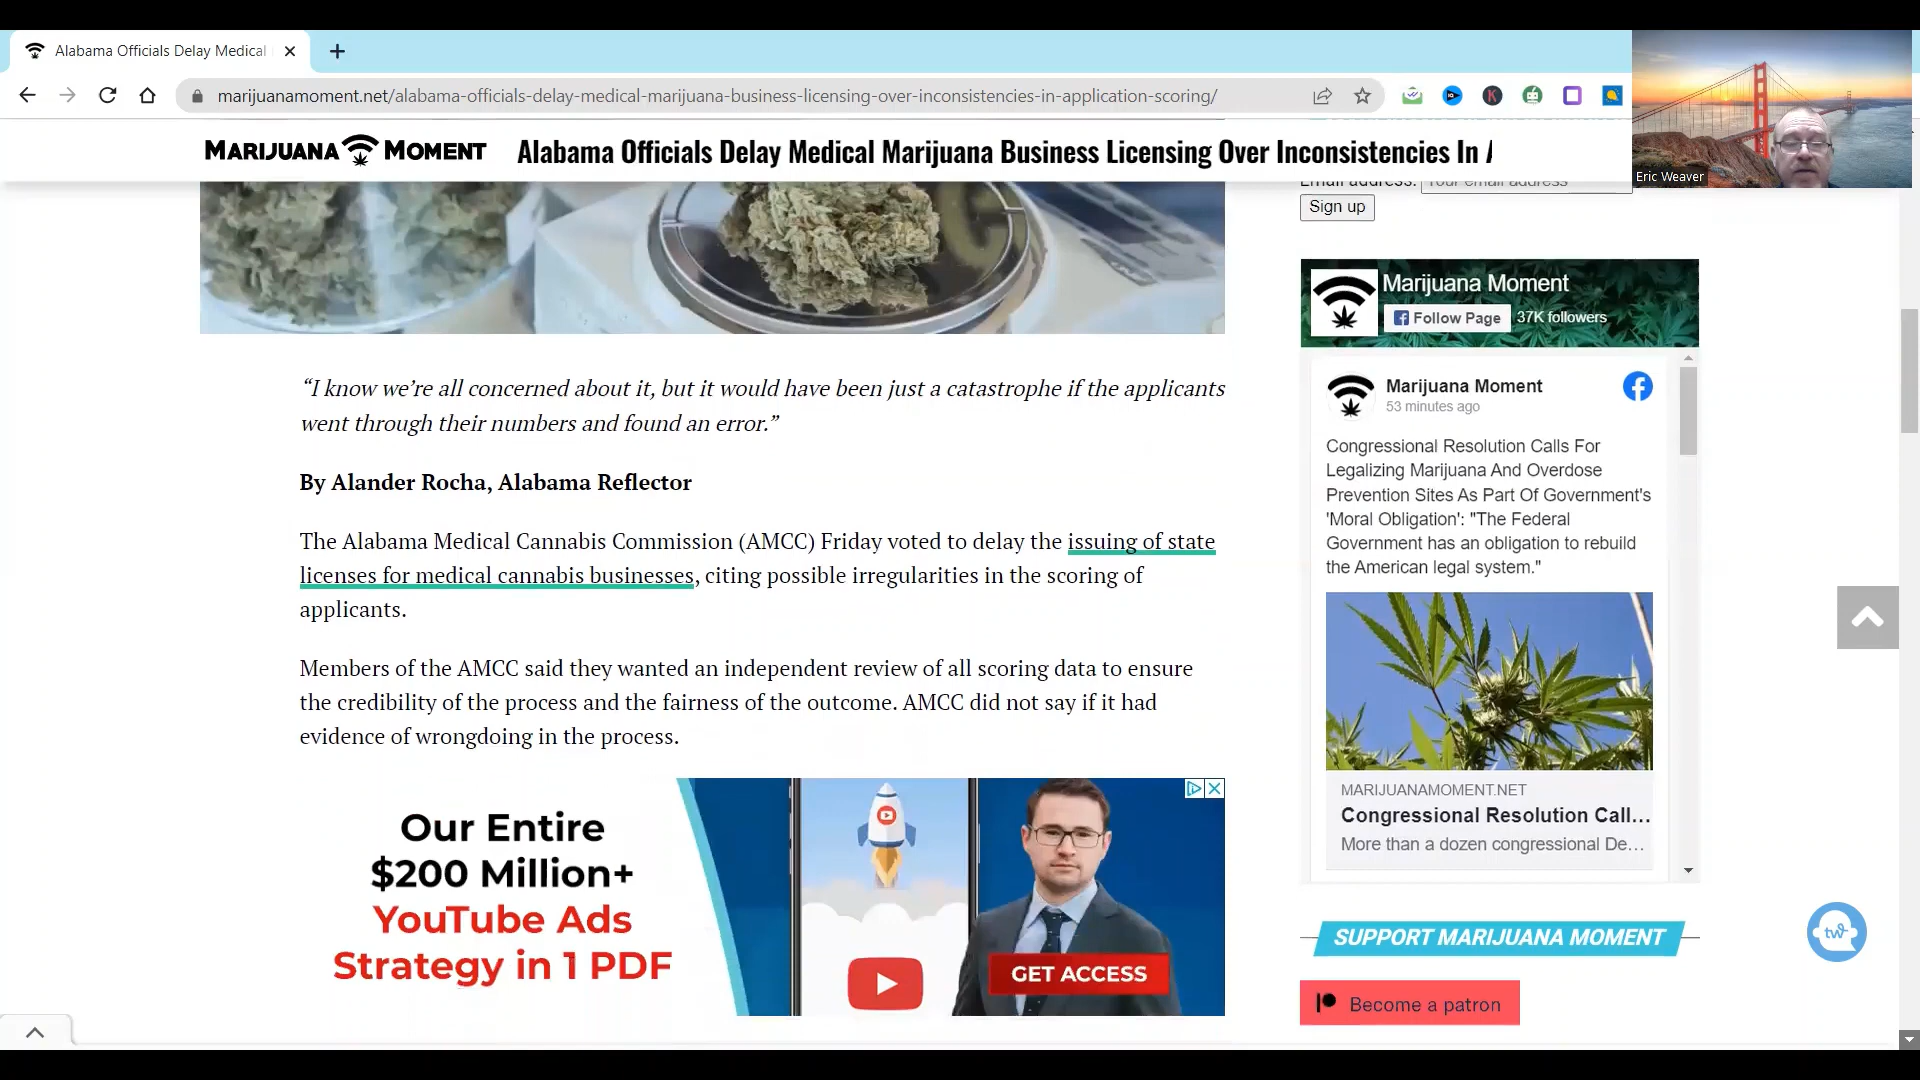 Alabama Officials Delay Medical
marijuanamoment.net/alabama-officials-delay-medical-marijuana-business-licensing-over-inconsistencies-in-application-scoring/
Eric Weaver
MARIJUANA MOMENT
Alabama Officials Delay Medical Marijuana Business Licensing Over Inconsistencies In
“I know we’re all concerned about it, but it would have been just a catastrophe if the applicants
went through their numbers and found an error.”
By Alander Rocha, Alabama Reflector
The Alabama Medical Cannabis Commission (AMCC) Friday voted to delay the issuing of state
licenses for medical cannabis businesses, citing possible irregularities in the scoring of
applicants.
Members of the AMCC said they wanted an independent review of all scoring data to ensure
the credibility of the process and the fairness of the outcome. AMCC did not say if it had
evidence of wrongdoing in the process.
Our Entire
$200 Million+
YouTube Ads
Strategy in 1 PDF
GET ACCESS
Email address: Your email address
Sign up
Marijuana Moment
Follow Page 37K followers
Marijuana Moment
53 minutes ago
Congressional Resolution Calls For
Legalizing Marijuana And Overdose
Prevention Sites As Part Of Government's
'Moral Obligation': "The Federal
Government has an obligation to rebuild
the American legal system."
MARIJUANAMOMENT.NET
Congressional Resolution Call...
More than a dozen congressional De...
SUPPORT MARIJUANA MOMENT
Become a patron